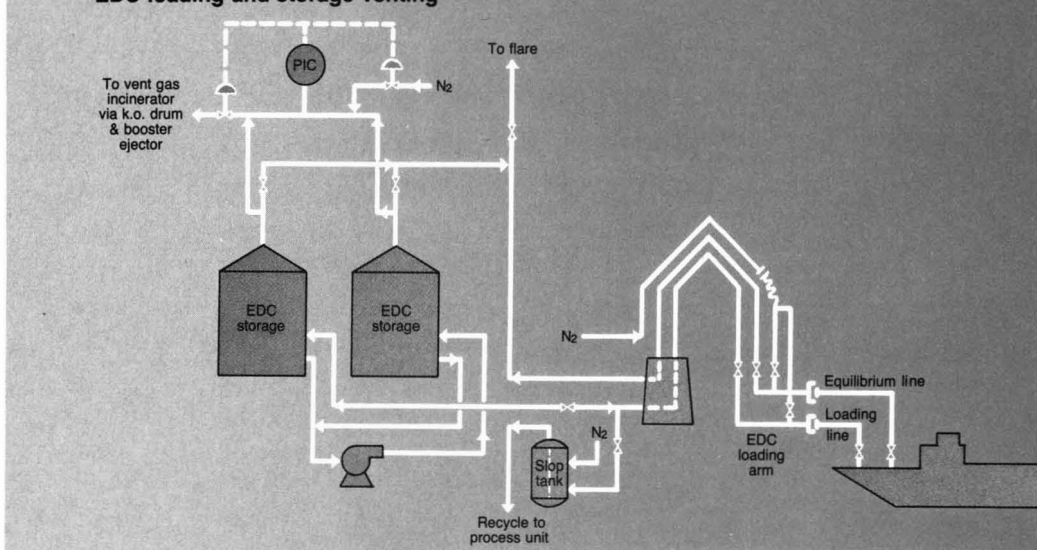 EDC loading and storage venting
PIC
To flare
N2
To vent gas
incinerator
via k.o. drum
& booster
ejector
EDC
storage
EDC
storage
N2
Equilibrium line
Loading
line
EDC
loading
arm
N2
Slop
tank
Recycle to
process unit